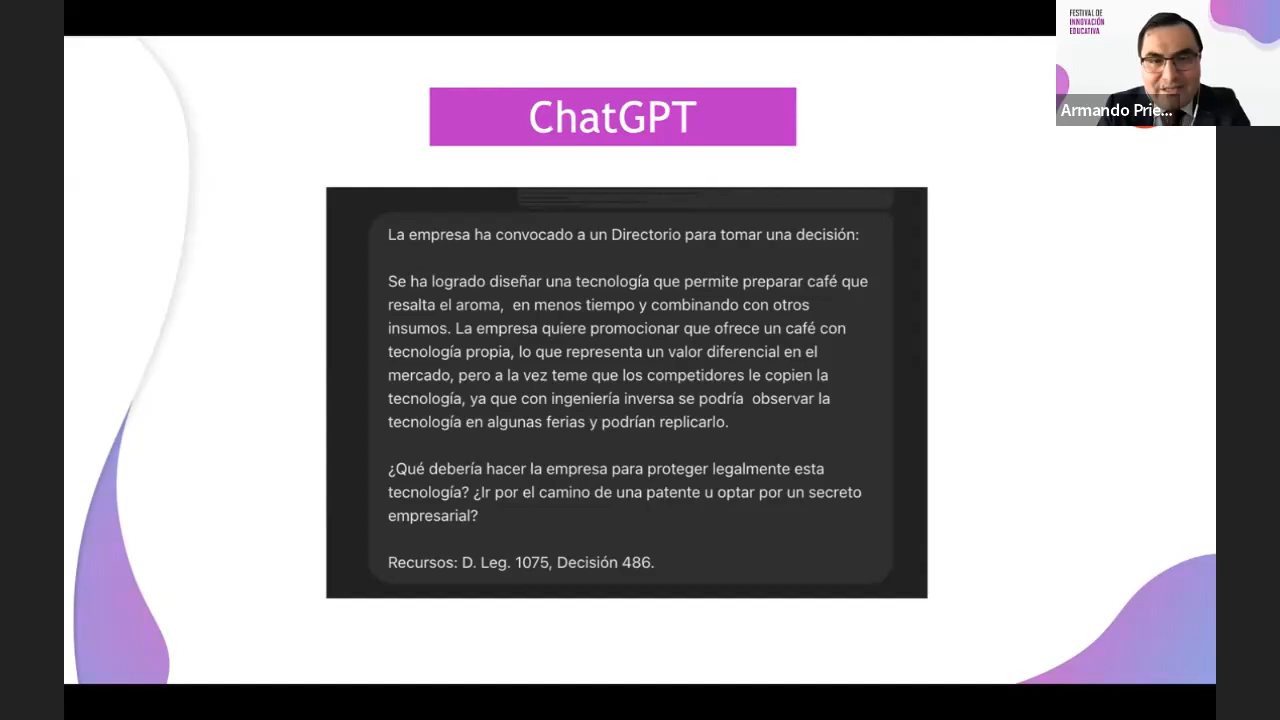 FESTIVAL DE
INNOVACIÓN
EDUCATIVA
Armando Prie...
ChatGPT
La empresa ha convocado a un Directorio para tomar una decisión:
Se ha logrado diseñar una tecnología que permite preparar café que
resalta el aroma,  en menos tiempo y combinando con otros
insumos. La empresa quiere promocionar que ofrece un café con
tecnología propia, lo que representa un valor diferencial en el
mercado, pero a la vez teme que los competidores le copien la
tecnología, ya que con ingeniería inversa se podría  observar la
tecnología en algunas ferias y podrían replicarlo.
¿Qué debería hacer la empresa para proteger legalmente esta
tecnología? ¿Ir por el camino de una patente u optar por un secreto
empresarial?
Recursos: D. Leg. 1075, Decisión 486.